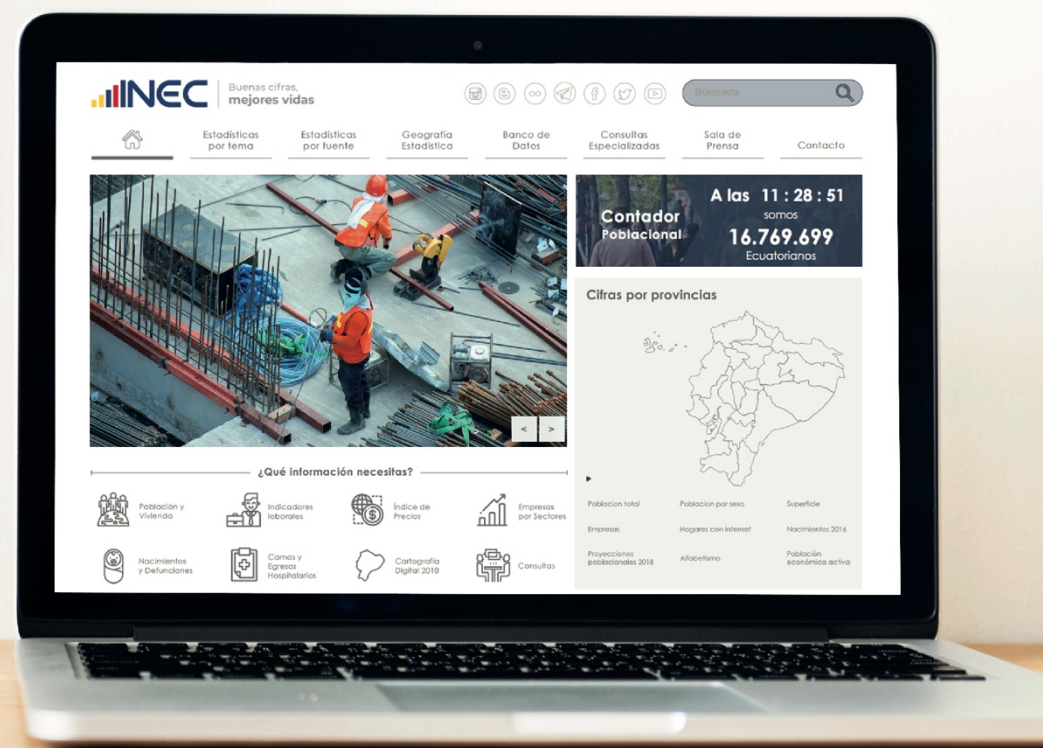 INEC
Buenas cifras,
mejores vidas
Búsqueda
Estadísticas
por tema
Estadísticas
por fuente
Geografía
Estadística
Banco de
Datos
Consultas
Especializadas
Sala de
Prensa
Contacto
Contador
Poblacional
A las 11 : 28 : 51
somos
16.769.699
Ecuatorianos
Cifras por provincias
< >
¿Qué información necesitas?
Población y
Vivienda
Indicadores
laborales
Índice de
Precios
Empresas
por Sectores
Nacimientos
y Defunciones
Camas y
Egresos
Hospitalarios
Cartografía
Digital 2010
Consultas
Poblacion total
Poblacion por sexo
Superficie
Empresas
Hogares con internet
Nacimientos 2016
Proyecciones
poblacionales 2018
Alfabetismo
Población
económica activa